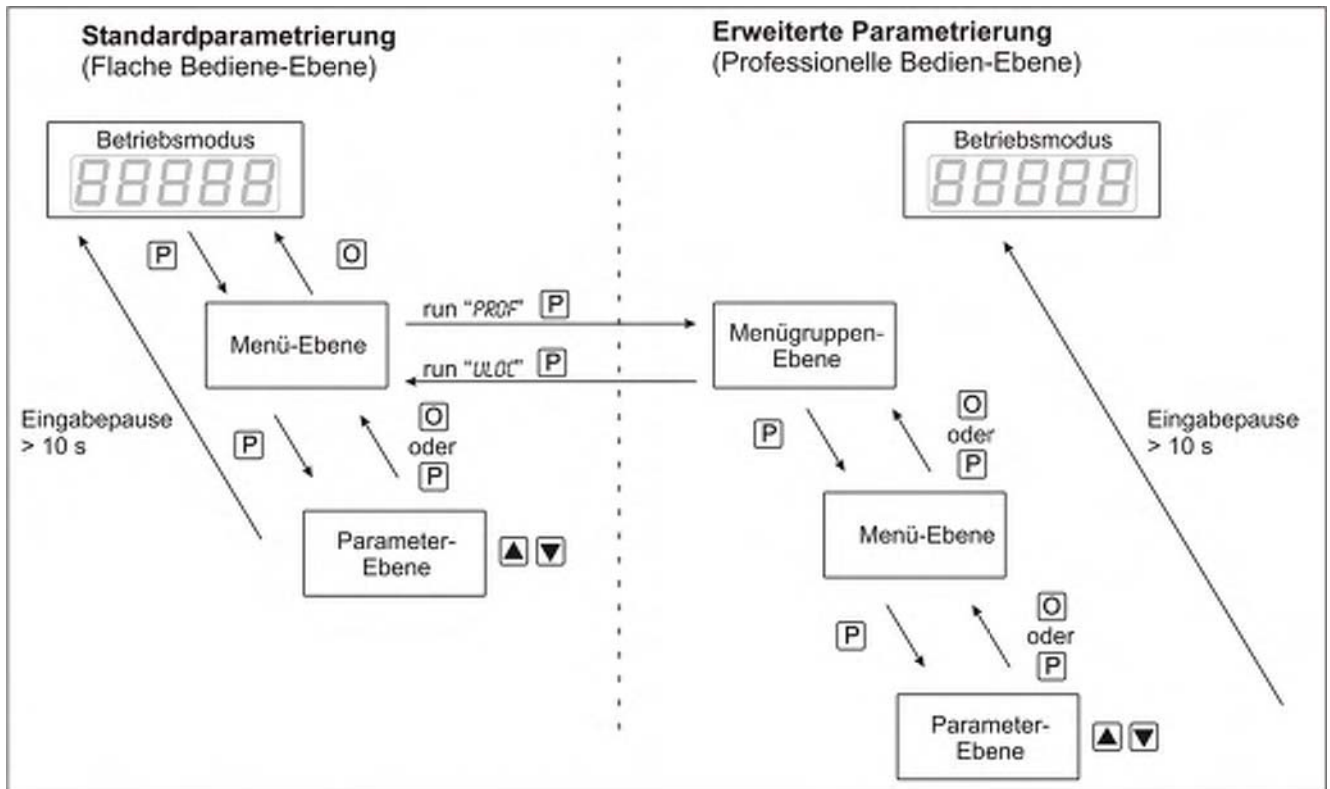 Standardparametrierung
(Flache Bediene-Ebene)
Betriebsmodus
88888
P
O
Menü-Ebene
Eingabepause
> 10 s
P
O
oder
P
Parameter-
Ebene
▲ ▼
run "PROF" P
run "ULOC" P
Erweiterte Parametrierung
(Professionelle Bedien-Ebene)
Betriebsmodus
88888
Menügruppen-
Ebene
P
O
oder
P
Eingabepause
> 10 s
Menü-Ebene
P
O
oder
P
Parameter-
Ebene
▲ ▼